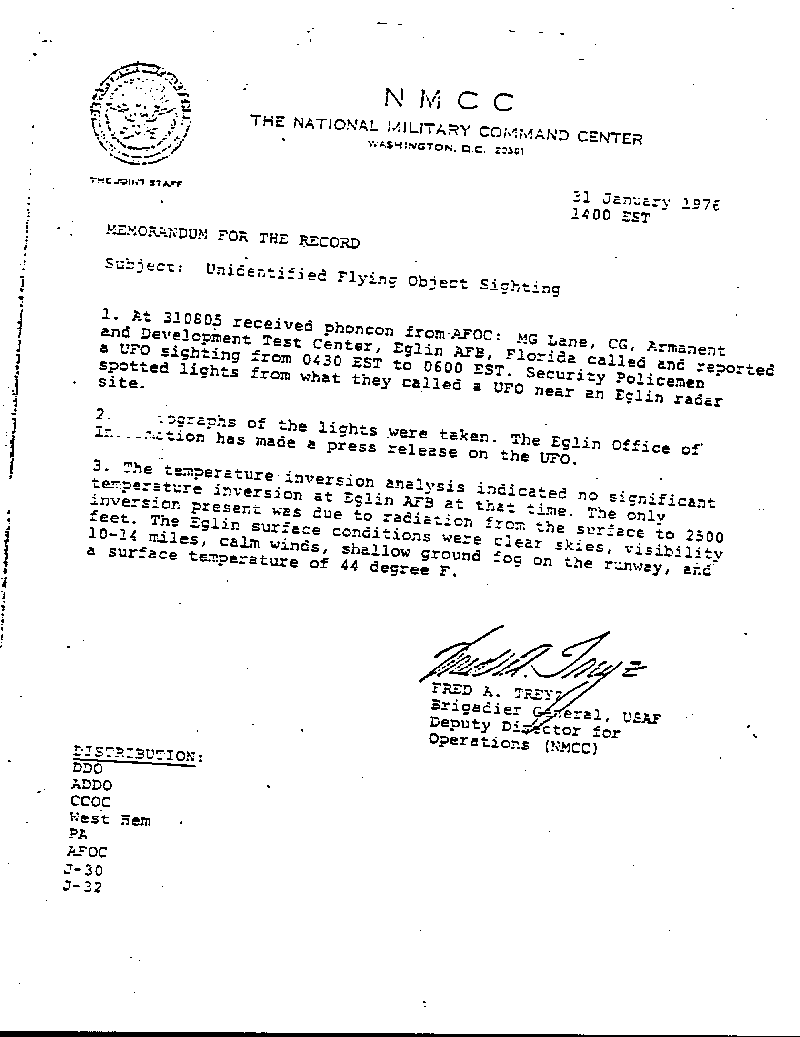 N M C C
THE NATIONAL MILITARY COMMAND CENTER
WASHINGTON, D.C. 20301
THE JOINT STAFF
31 January 1976
1400 EST
MEMORANDUM FOR THE RECORD
Subject: Unidentified Flying Object Sighting
1. At 310805 received phoncon from AFOC: MG Lane, CG, Armanent
and Development Test Center, Eglin AFB, Florida called and reported
a UFO sighting from 0430 EST to 0600 EST. Security Policemen
spotted lights from what they called a UFO near an Eglin radar
site.
2. ographs of the lights were taken. The Eglin Office of
In ation has made a press release on the UFO.
3. The temperature inversion analysis indicated no significant
temperature inversion at Eglin AFB at that time. The only
inversion present was due to radiation from the surface to 2500
feet. The Eglin surface conditions were clear skies, visibility
10-14 miles, calm winds, shallow ground fog on the runway, and
a surface temperature of 44 degree F.
FRED A. TREYZ
Brigadier General, USAF
Deputy Director for
Operations (NMCC)
DISTRIBUTION:
DDO
ADDO
CCOC
West Hem
PA
AFOC
J-30
J-32